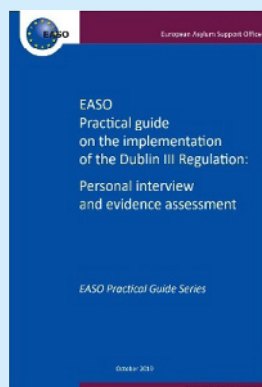 EASO
European Asylum Support Office
EASO
Practical guide
on the implementation
of the Dublin III Regulation:
Personal interview
and evidence assessment
EASO Practical Guide Series
October 2019